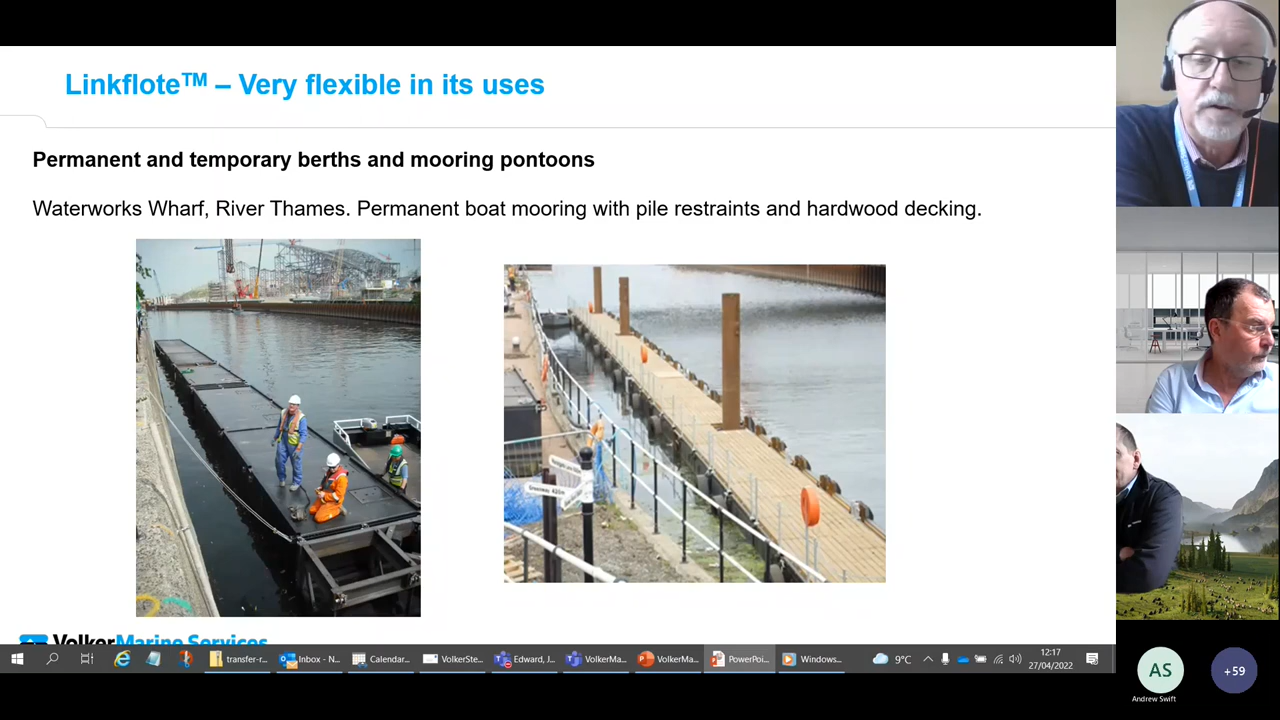 Linkflote™ – Very flexible in its uses
Permanent and temporary berths and mooring pontoons
Waterworks Wharf, River Thames. Permanent boat mooring with pile restraints and hardwood decking.
VolkerMarine Services
transfer-r...
Inbox - N...
Calendar...
VolkerSte...
Edward, J...
VolkerMa...
VolkerMa...
PowerPoi...
Windows...
9°C
12:17
27/04/2022
AS
Andrew Swift
+59